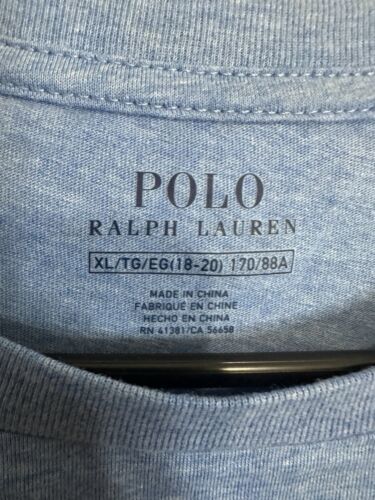 POLO
RALPH LAUREN
XL/TG/EG(18-20) 170/88A
MADE IN CHINA
FABRIQUÉ EN CHINE
HECHO EN CHINA
RN 41381/CA 56658